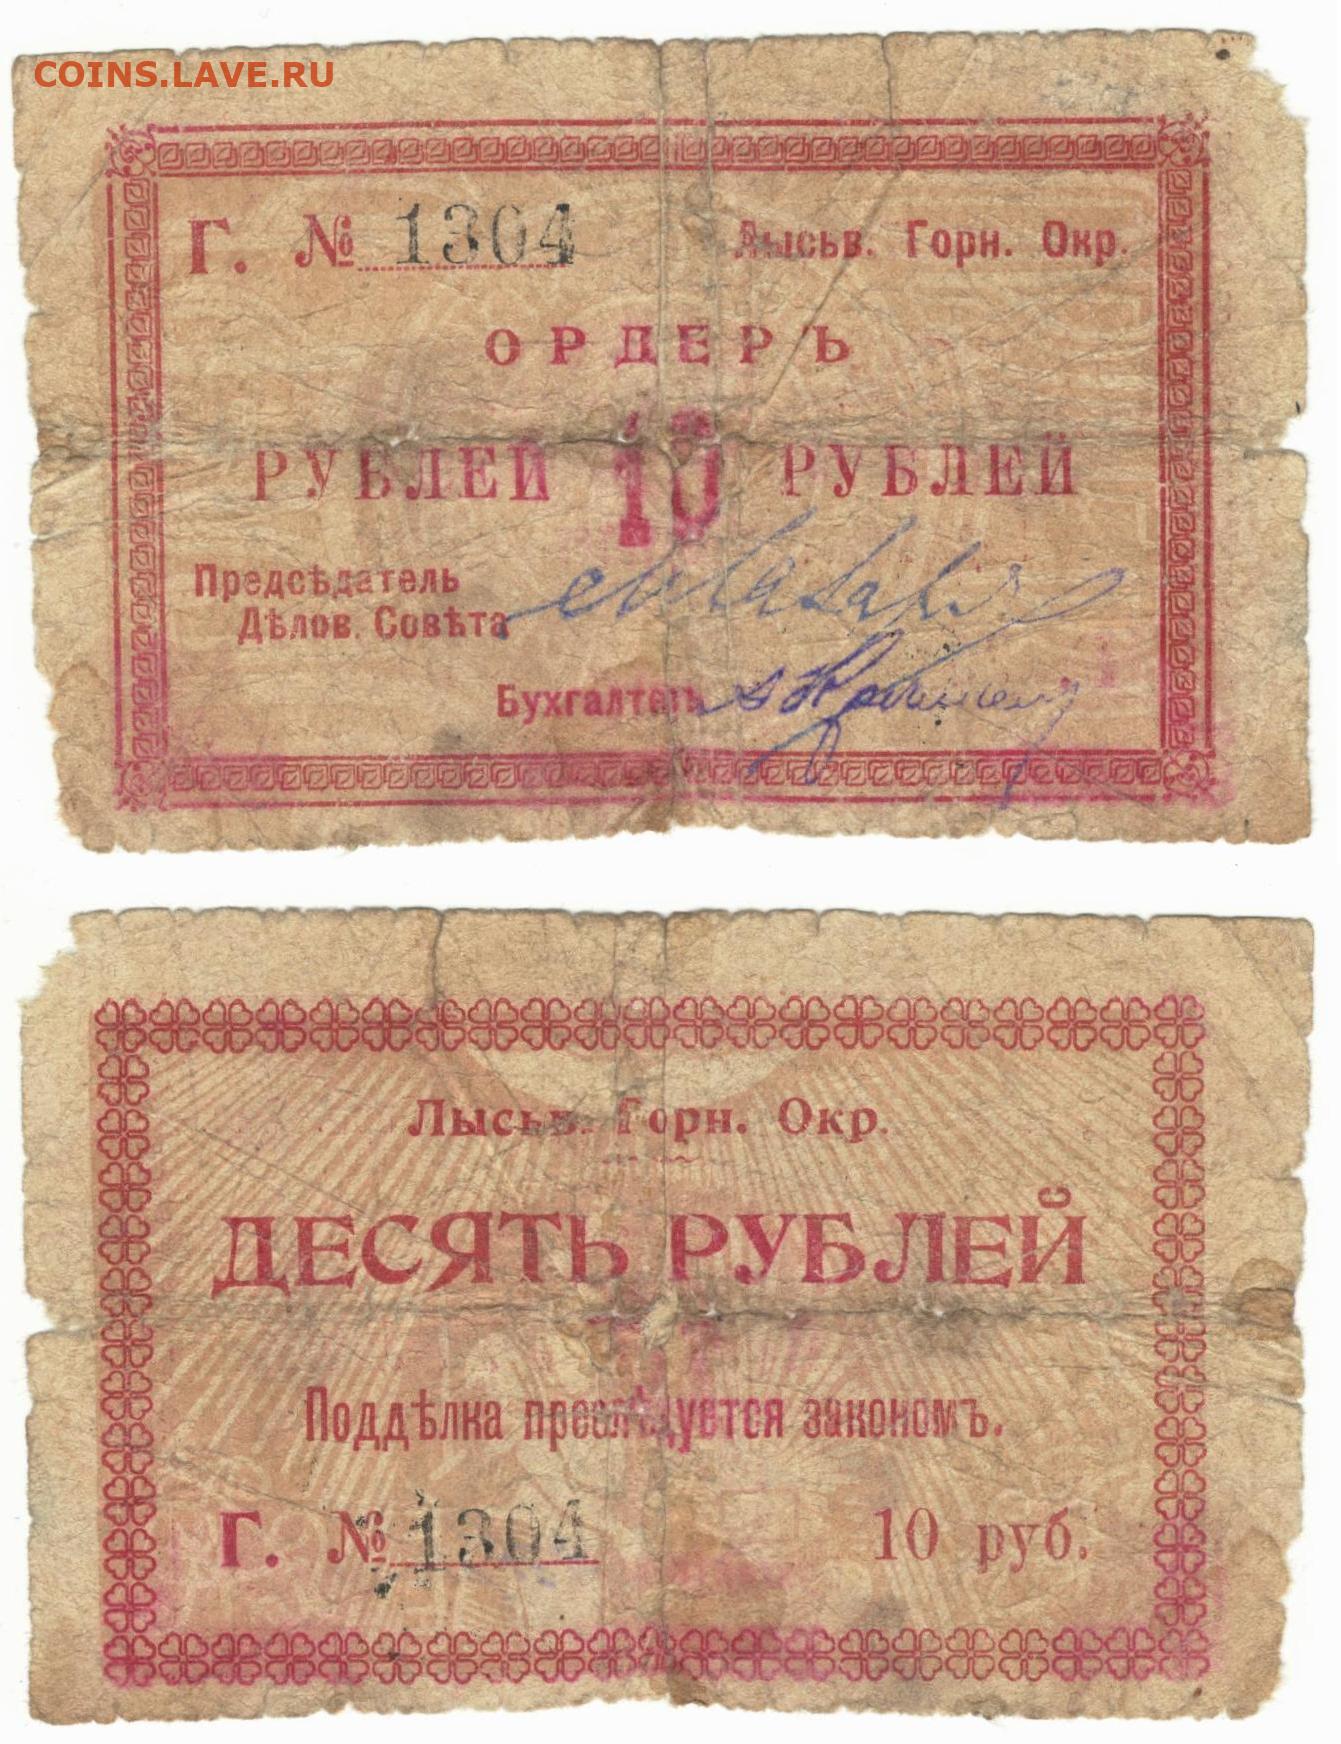 COINS.LAVE.RU
Г. № 1304 Лысьв. Горн. Окр.
ОРДЕРЪ
РУБЛЕЙ 10 РУБЛЕЙ
Предсѣдатель
Дѣлов. Совѣта
Бухгалтеръ
Лысьв. Горн. Окр.
ДЕСЯТЬ РУБЛЕЙ
Поддѣлка преслѣдуется закономъ.
Г. № 1304 10 руб.